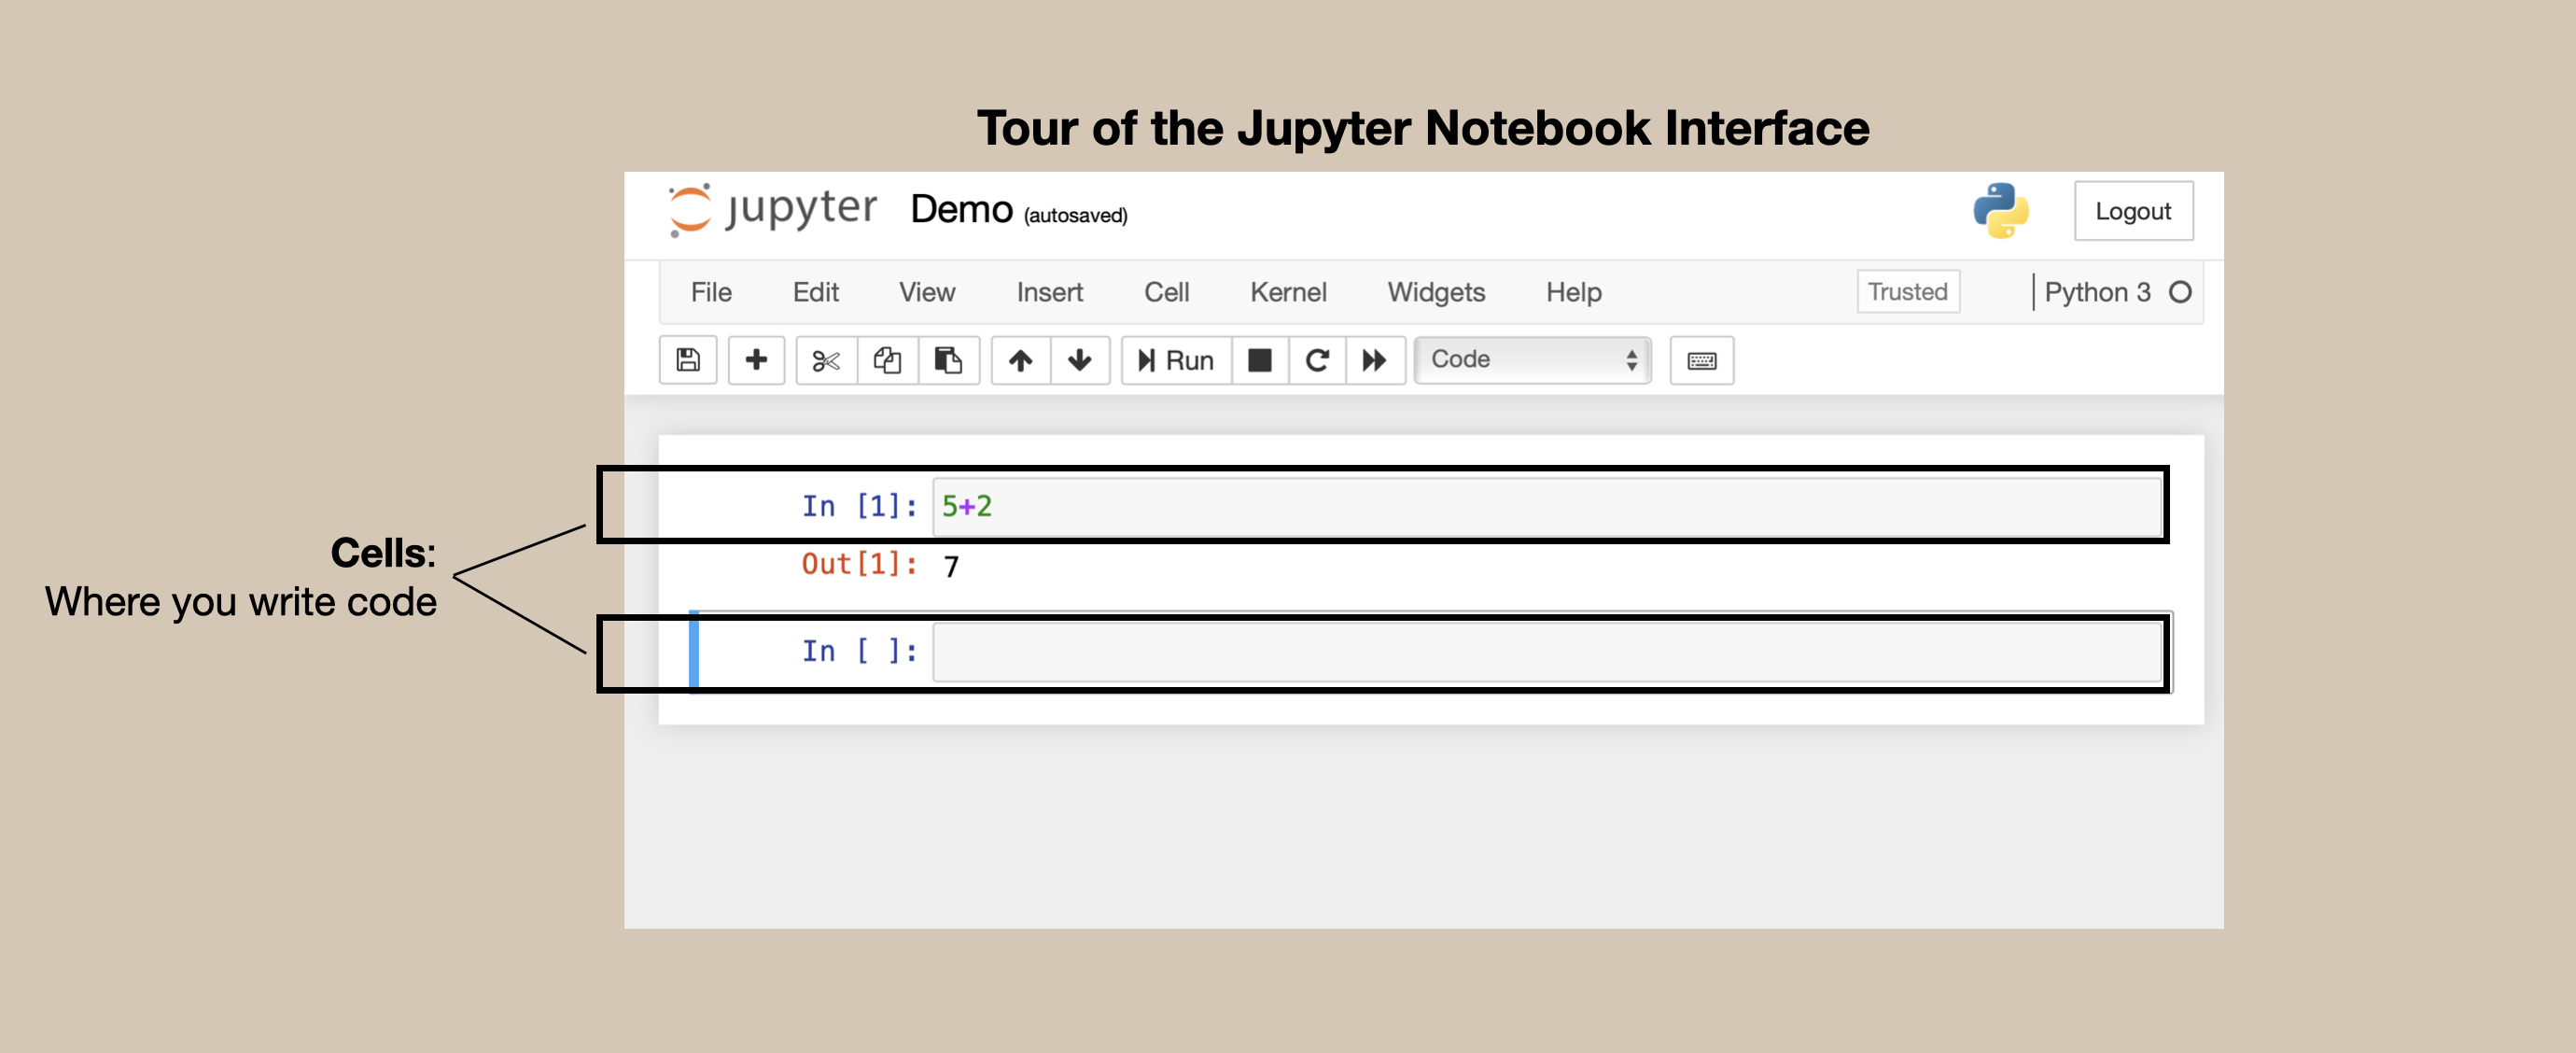 Tour of the Jupyter Notebook Interface
jupyter Demo (autosaved) Logout
File Edit View Insert Cell Kernel Widgets Help Trusted Python 3
Run Code
In [1]: 5+2
Out[1]: 7
In [ ]:
Cells:
Where you write code